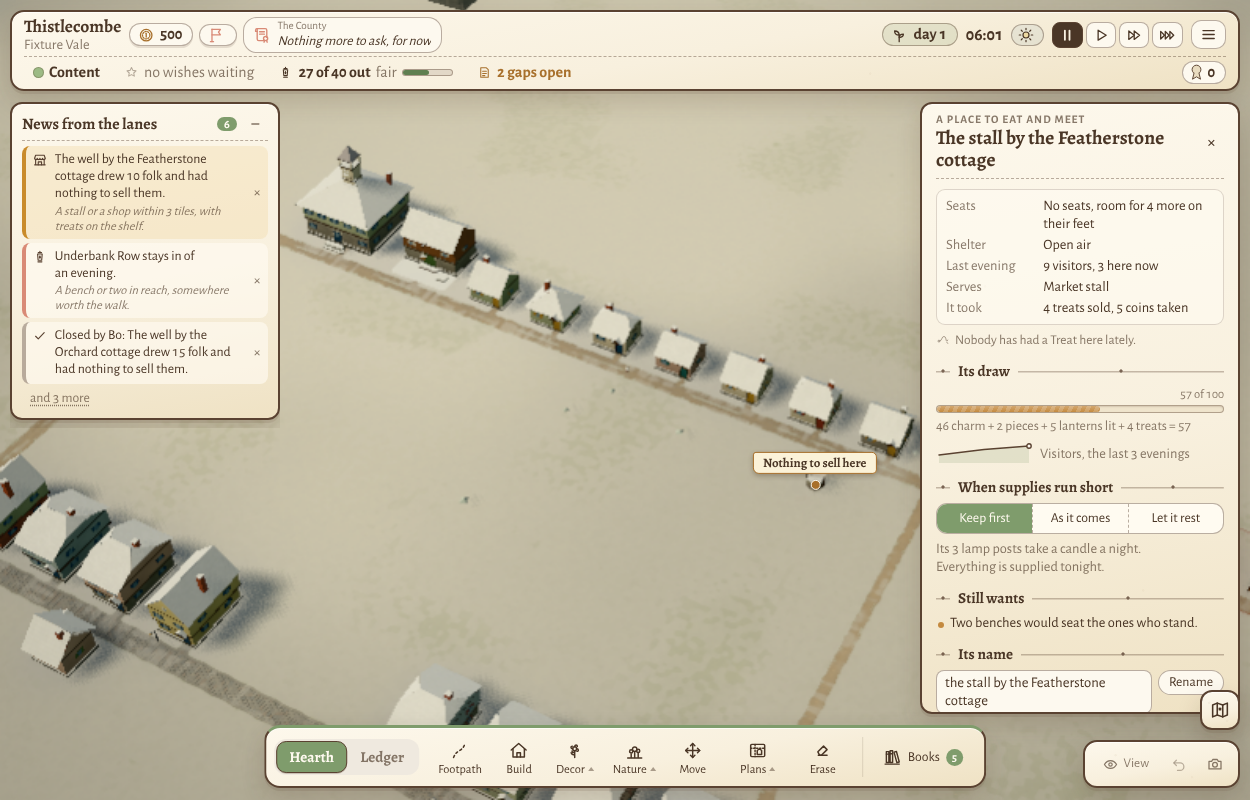 Thistlecombe
Fixture Vale
500
The County
Nothing more to ask, for now
day 1
06:01
Content
no wishes waiting
27 of 40 out fair
2 gaps open
0
News from the lanes
6
The well by the Featherstone
cottage drew 10 folk and had
nothing to sell them.
A stall or a shop within 3 tiles, with
treats on the shelf.
Underbank Row stays in of
an evening.
A bench or two in reach, somewhere
worth the walk.
Closed by Bo: The well by the
Orchard cottage drew 15 folk and
had nothing to sell them.
and 3 more
Nothing to sell here
A PLACE TO EAT AND MEET
The stall by the Featherstone
cottage
Seats No seats, room for 4 more on
their feet
Shelter Open air
Last evening 9 visitors, 3 here now
Serves Market stall
It took 4 treats sold, 5 coins taken
Nobody has had a Treat here lately.
Its draw
57 of 100
46 charm + 2 pieces + 5 lanterns lit + 4 treats = 57
Visitors, the last 3 evenings
When supplies run short
Keep first As it comes Let it rest
Its 3 lamp posts take a candle a night.
Everything is supplied tonight.
Still wants
Two benches would seat the ones who stand.
Its name
the stall by the Featherstone
cottage
Rename
Hearth Ledger
Footpath Build Decor Nature Move Plans Erase
Books 5
View